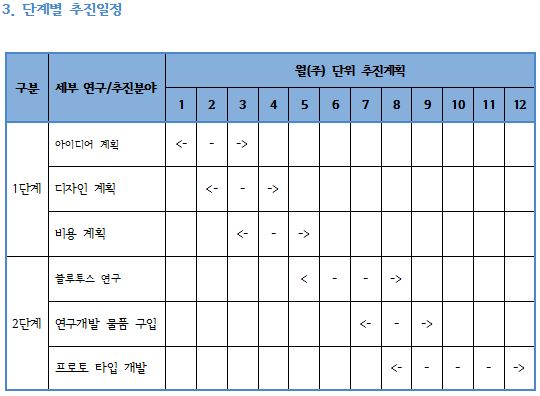 3. 단계별 추진일정
구분 세부 연구/추진분야 월(주) 단위 추진계획
1 2 3 4 5 6 7 8 9 10 11 12
1단계
아이디어 계획 <- - ->
디자인 계획 <- - ->
비용 계획 <- - ->
2단계
블루투스 연구 < - - ->
연구개발 물품 구입 <- - ->
프로토 타입 개발 <- - - - ->